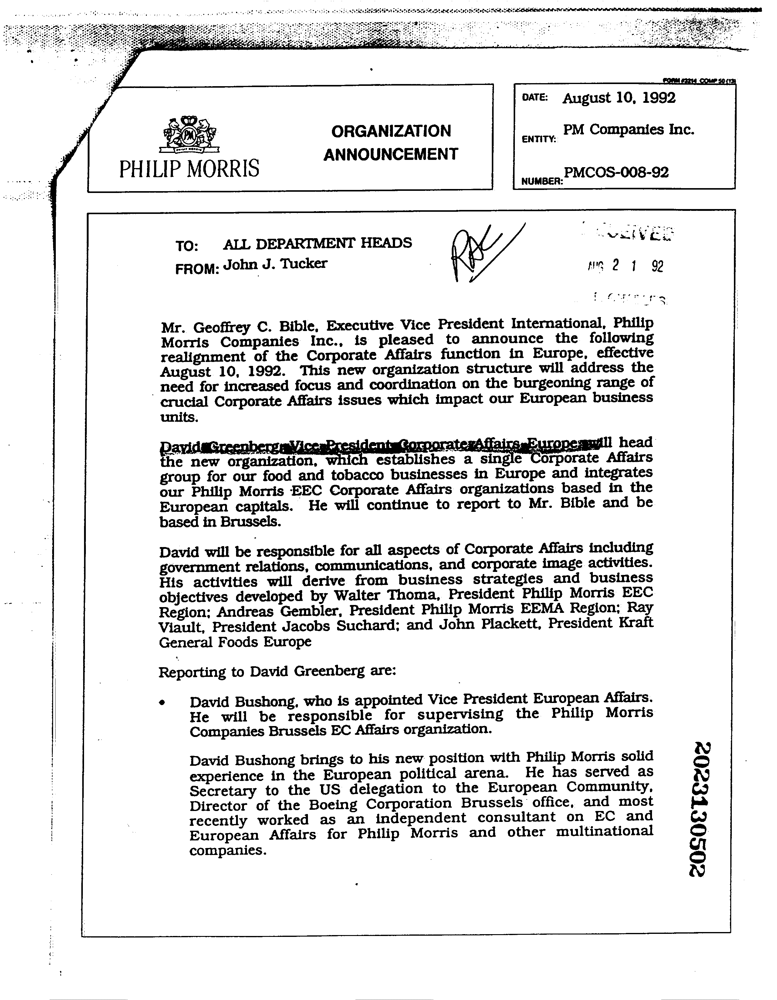 FORM #3214 COMP 50 (13)
DATE: August 10, 1992
ORGANIZATION
ANNOUNCEMENT
ENTITY: PM Companies Inc.
PM
PHILIP MORRIS
NUMBER: PMCOS-008-92
TO: ALL DEPARTMENT HEADS
FROM: John J. Tucker
RAC
RECEIVED
AUG 2 1 92
Mr. Geoffrey C. Bible, Executive Vice President International, Philip
Morris Companies Inc., is pleased to announce the following
realignment of the Corporate Affairs function in Europe, effective
August 10, 1992. This new organization structure will address the
need for increased focus and coordination on the burgeoning range of
crucial Corporate Affairs issues which impact our European business
units.
David Greenberg, Vice President, Corporate Affairs, Europe, will head
the new organization, which establishes a single Corporate Affairs
group for our food and tobacco businesses in Europe and integrates
our Philip Morris EEC Corporate Affairs organizations based in the
European capitals. He will continue to report to Mr. Bible and be
based in Brussels.
David will be responsible for all aspects of Corporate Affairs including
government relations, communications, and corporate image activities.
His activities will derive from business strategies and business
objectives developed by Walter Thoma, President Philip Morris EEC
Region; Andreas Gembler, President Philip Morris EEMA Region; Ray
Viault, President Jacobs Suchard; and John Plackett, President Kraft
General Foods Europe
Reporting to David Greenberg are:
• David Bushong, who is appointed Vice President European Affairs.
He will be responsible for supervising the Philip Morris
Companies Brussels EC Affairs organization.
David Bushong brings to his new position with Philip Morris solid
experience in the European political arena. He has served as
Secretary to the US delegation to the European Community,
Director of the Boeing Corporation Brussels office, and most
recently worked as an independent consultant on EC and
European Affairs for Philip Morris and other multinational
companies.
2023130502